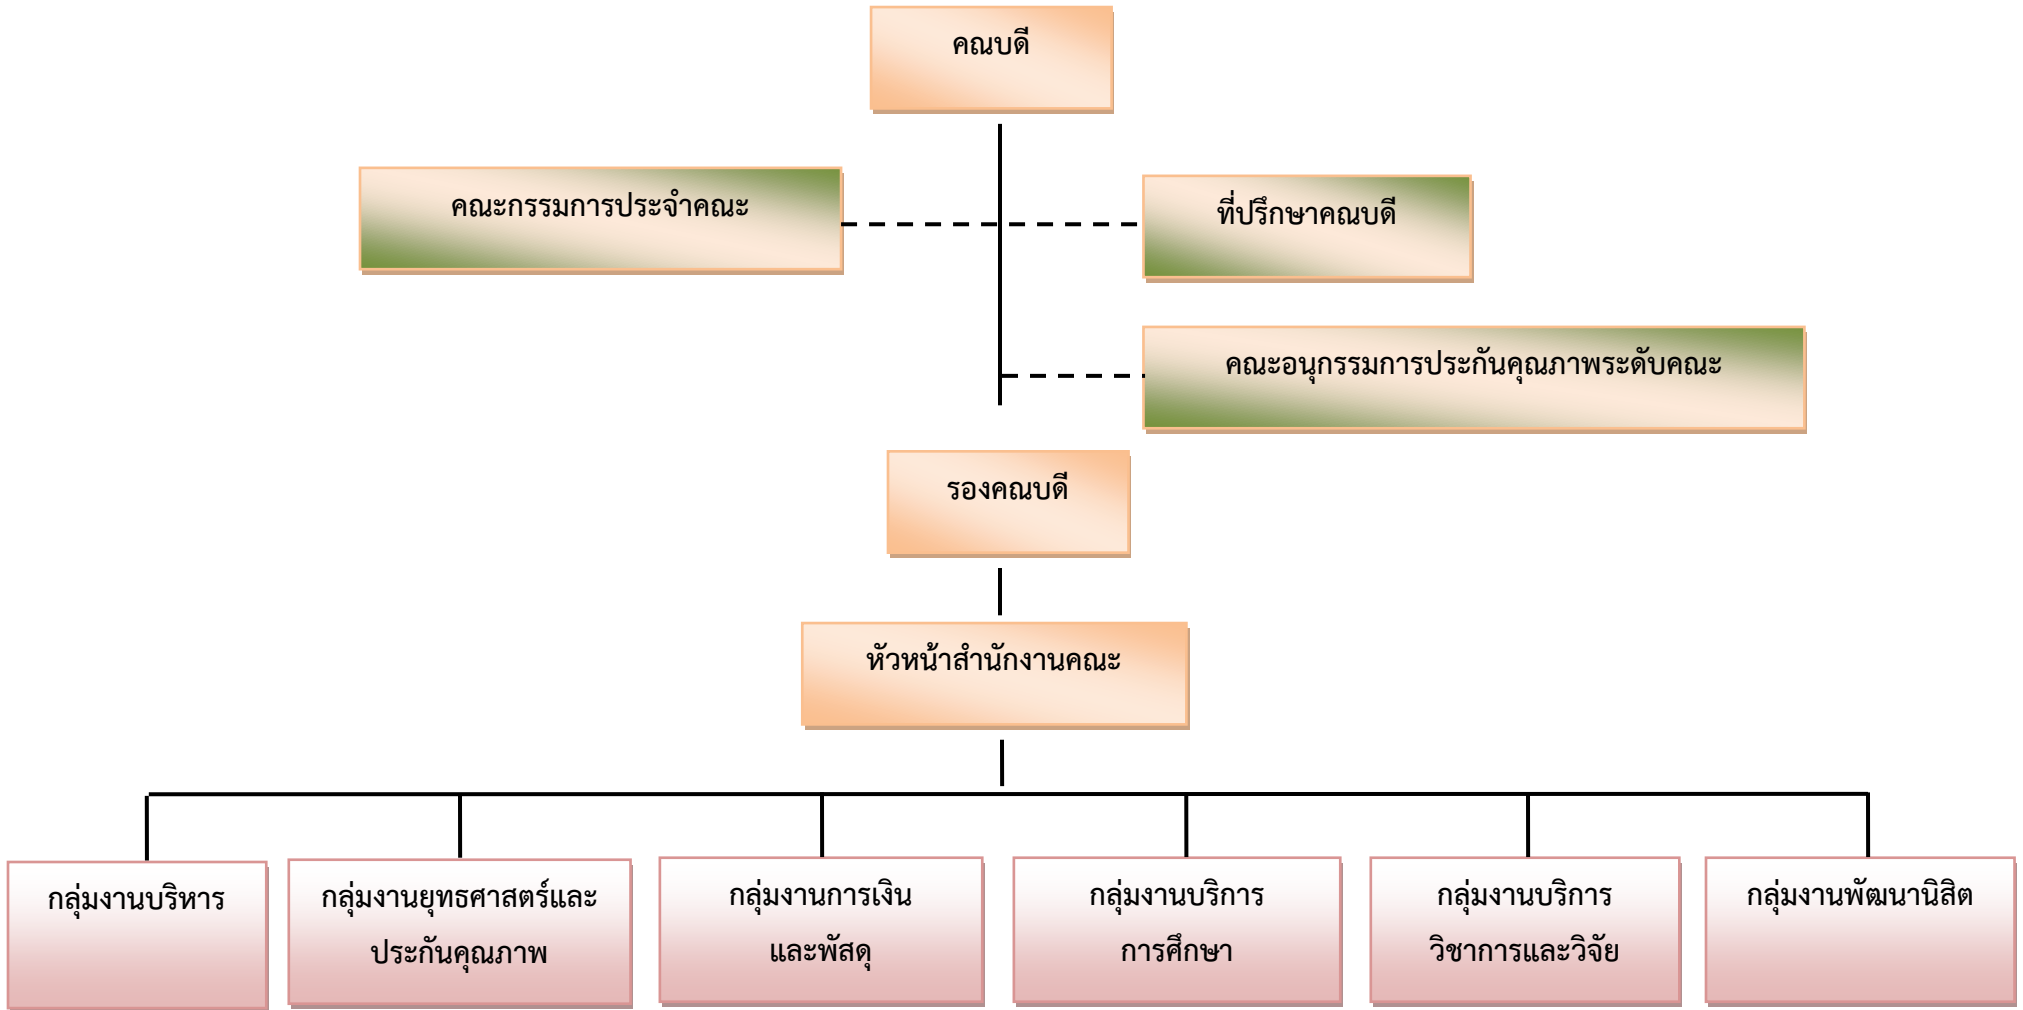 คณบดี
คณะกรรมการประจำคณะ
ที่ปรึกษาคณบดี
คณะอนุกรรมการประกันคุณภาพระดับคณะ
รองคณบดี
หัวหน้าสำนักงานคณะ
กลุ่มงานบริหาร
กลุ่มงานยุทธศาสตร์และ
ประกันคุณภาพ
กลุ่มงานการเงิน
และพัสดุ
กลุ่มงานบริการ
การศึกษา
กลุ่มงานบริการ
วิชาการและวิจัย
กลุ่มงานพัฒนานิสิต